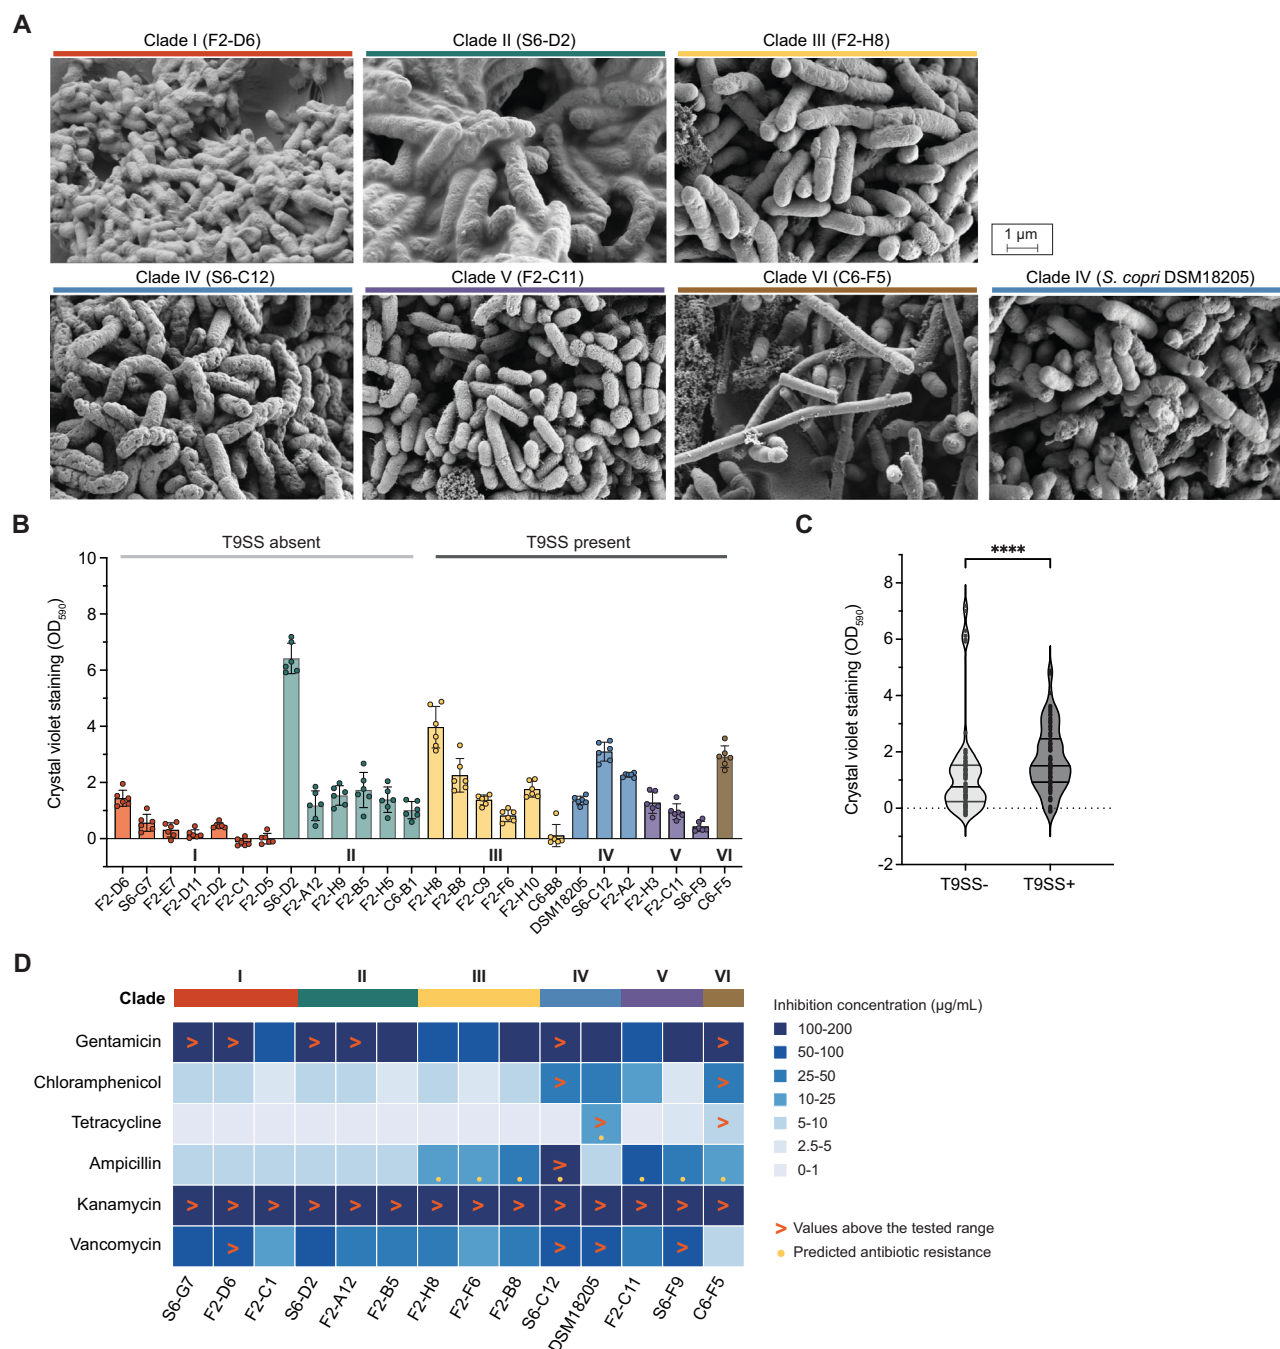 A
Clade I (F2-D6)
Clade II (S6-D2)
Clade III (F2-H8)
1 µm
Clade IV (S6-C12)
Clade V (F2-C11)
Clade VI (C6-F5)
Clade IV (S. copri DSM18205)
B
T9SS absent
T9SS present
Crystal violet staining (OD590)
10
8
6
4
2
0
I
II
III
IV
V
VI
F2-D6
S6-G7
F2-E7
F2-D11
F2-D2
F2-C1
F2-D5
S6-D2
F2-A12
F2-H9
F2-B5
F2-H5
C6-B1
F2-H8
F2-B8
F2-C9
F2-F6
F2-H10
C6-B8
DSM18205
S6-C12
F2-A2
F2-H3
F2-C11
S6-F9
C6-F5
C
****
Crystal violet staining (OD590)
8
6
4
2
0
-2
T9SS-
T9SS+
D
I
II
III
IV
V
VI
Clade
Gentamicin
> > > > > >
Chloramphenicol
> >
Tetracycline
> >
Ampicillin
>
Kanamycin
> > > > > > > > > > > > > >
Vancomycin
> > > >
S6-G7
F2-D6
F2-C1
S6-D2
F2-A12
F2-B5
F2-H8
F2-F6
F2-B8
S6-C12
DSM18205
F2-C11
S6-F9
C6-F5
Inhibition concentration (µg/mL)
100-200
50-100
25-50
10-25
5-10
2.5-5
0-1
> Values above the tested range
Predicted antibiotic resistance